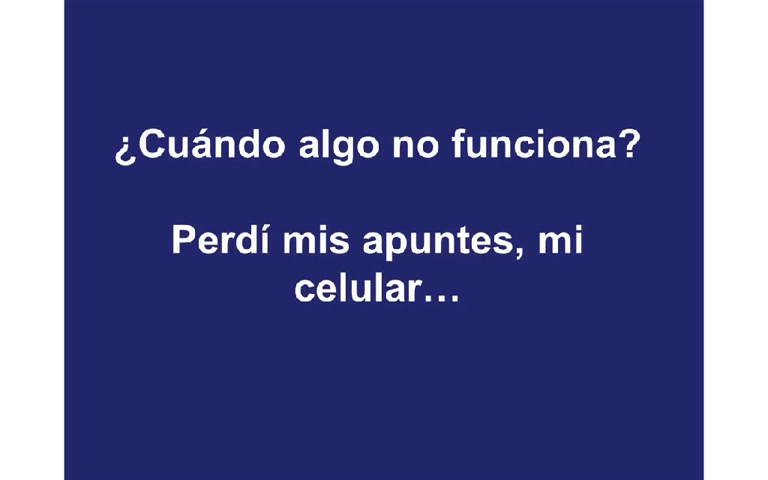 ¿Cuándo algo no funciona?
Perdí mis apuntes, mi
celular...